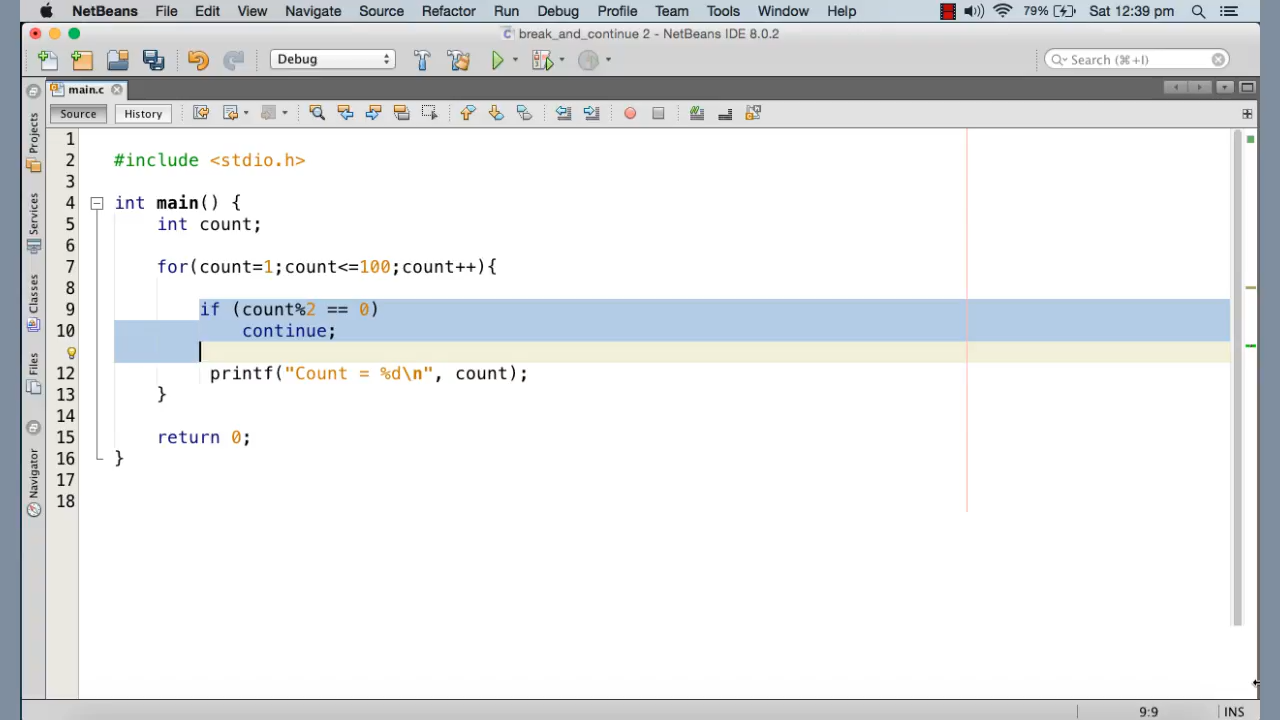 NetBeans File Edit View Navigate Source Refactor Run Debug Profile Team Tools Window Help 79% Sat 12:39 pm
break_and_continue 2 - NetBeans IDE 8.0.2
Debug Search (⌘+I)
main.c
Source History
Projects
Services
Classes
Files
Navigator
1
2 #include <stdio.h>
3
4 int main() {
5 int count;
6
7 for(count=1;count<=100;count++){
8
9 if (count%2 == 0)
10 continue;
12 printf("Count = %d\n", count);
13 }
14
15 return 0;
16 }
17
18
9:9 INS